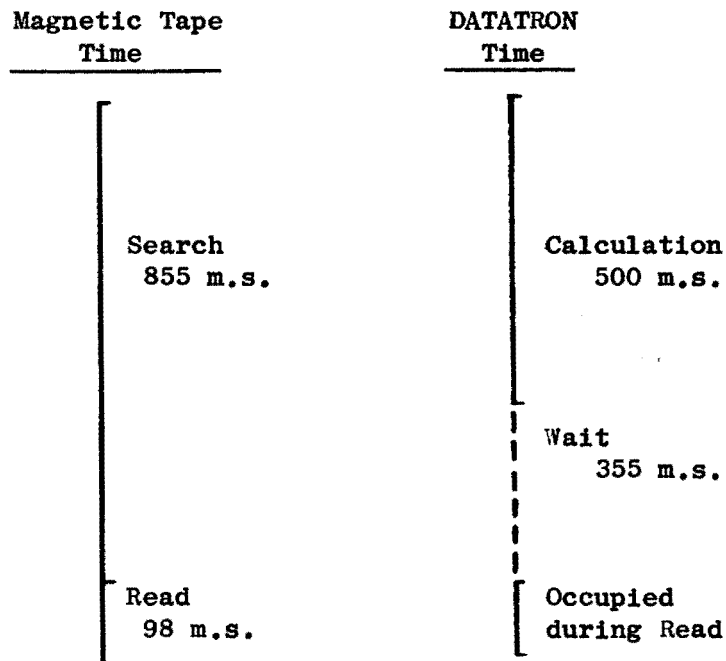 Magnetic Tape
Time
DATATRON
Time
Search
855 m.s.
Calculation
500 m.s.
Wait
355 m.s.
Read
98 m.s.
Occupied
during Read